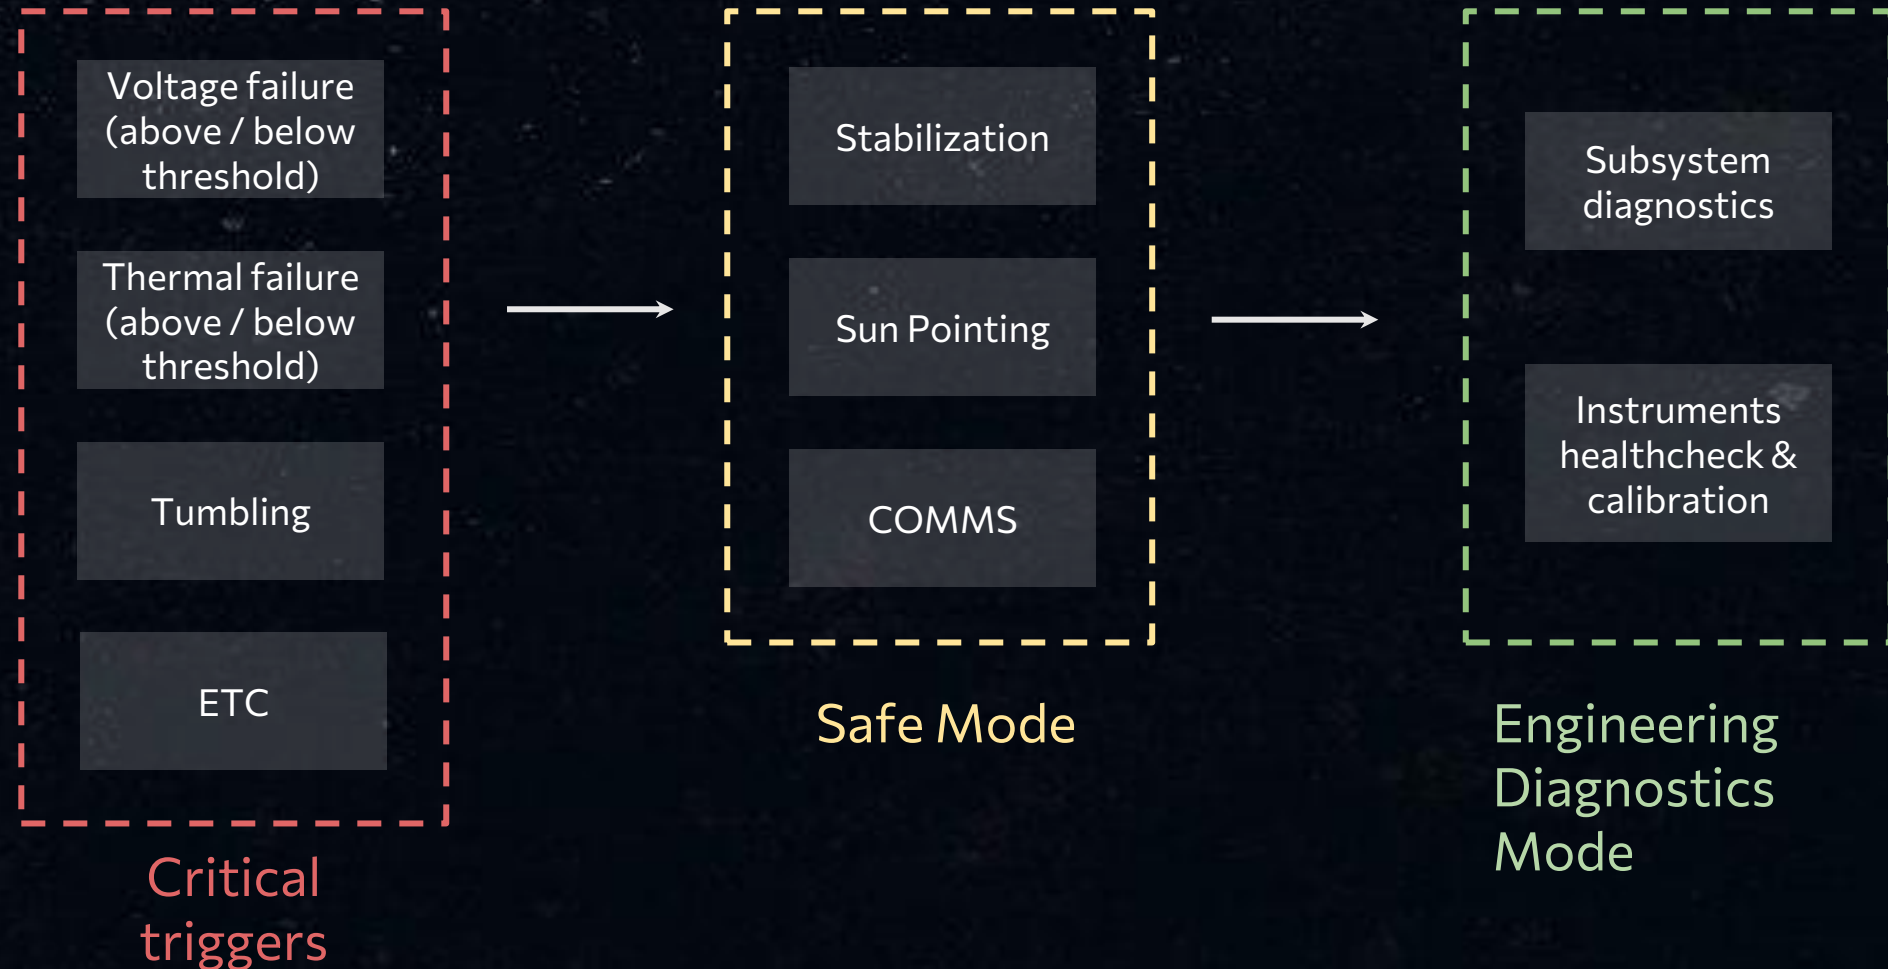 Voltage failure
(above / below
threshold)
Thermal failure
(above / below
threshold)
Tumbling
ETC
Critical
triggers
Stabilization
Sun Pointing
COMMS
Safe Mode
Subsystem
diagnostics
Instruments
healthcheck &
calibration
Engineering
Diagnostics
Mode